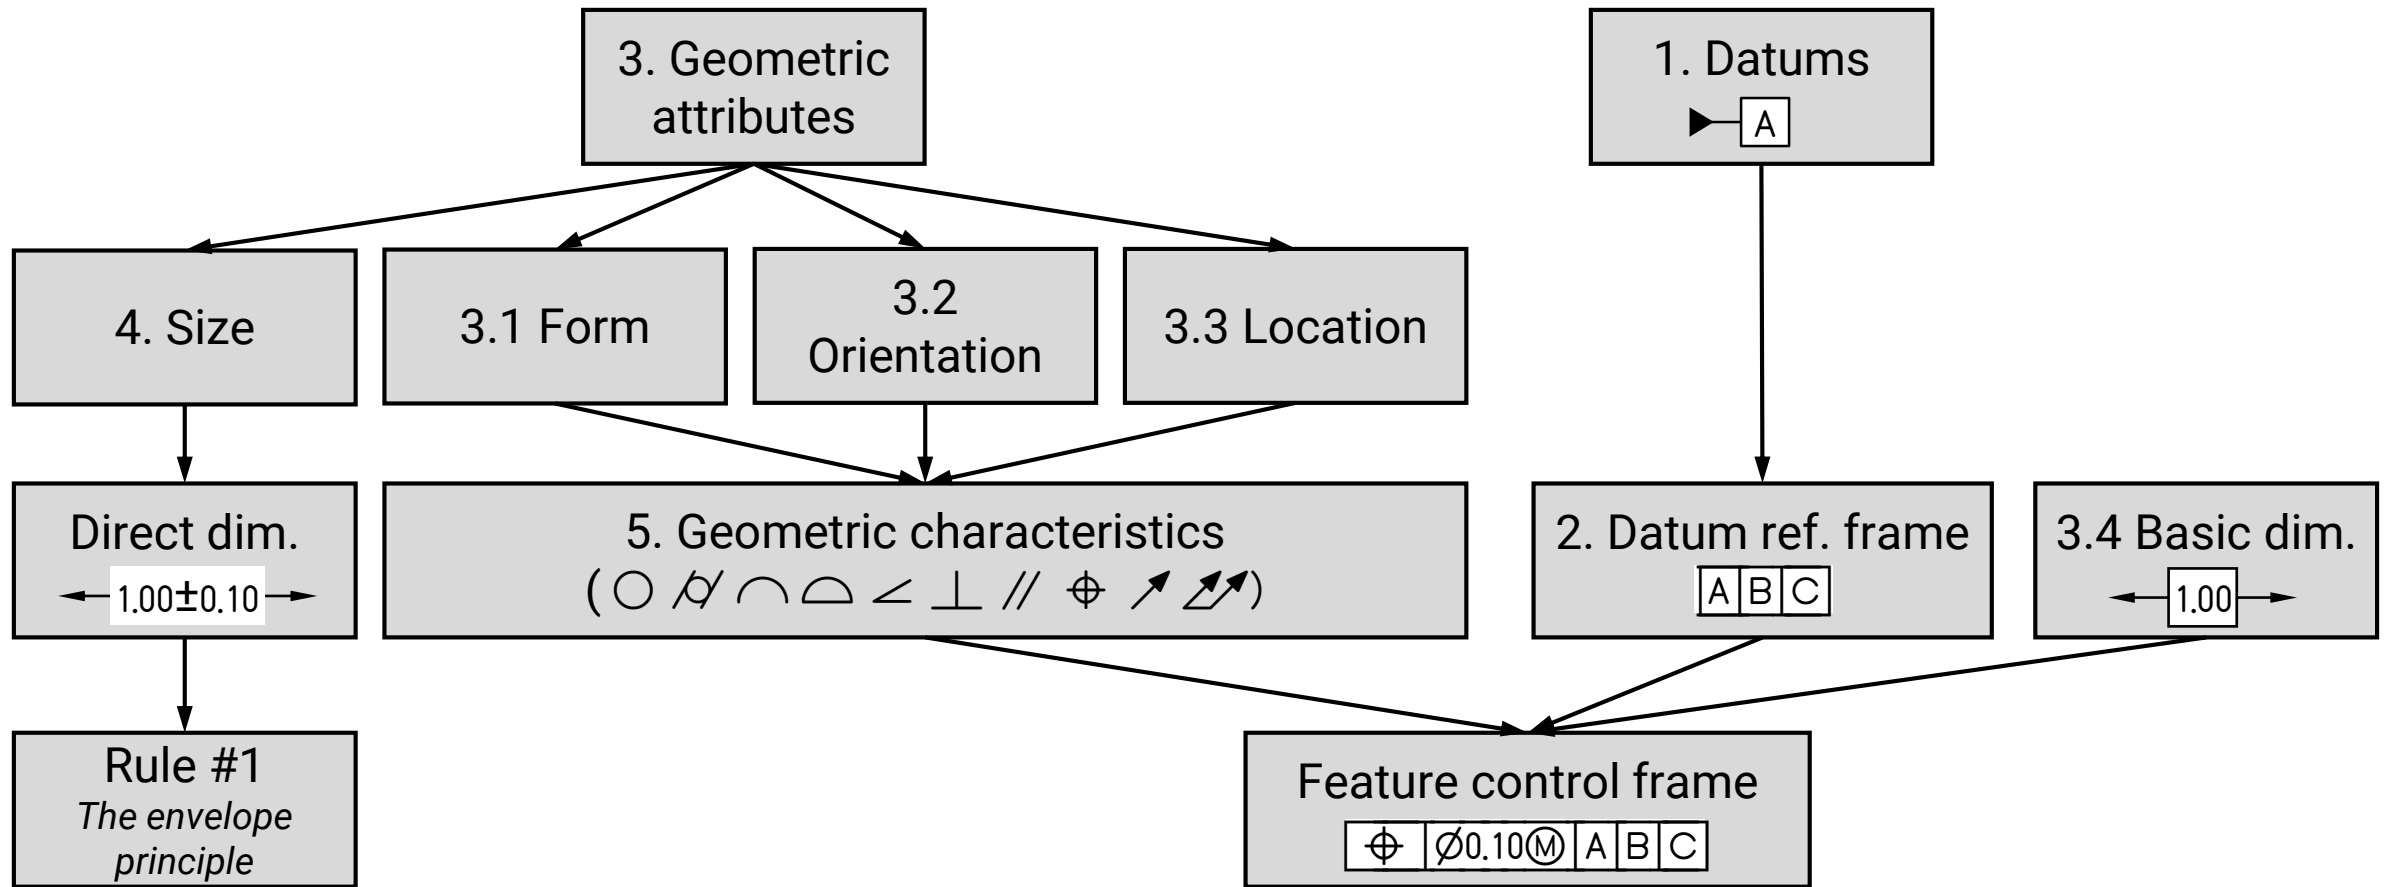 3. Geometric
attributes
1. Datums
A
4. Size
3.1 Form
3.2
Orientation
3.3 Location
Direct dim.
1.00±0.10
5. Geometric characteristics
(○ ⌭ ⌒ ⌓ ∠ ⟂ // ⌖ ↗ ⌰)
2. Datum ref. frame
A B C
3.4 Basic dim.
1.00
Rule #1
The envelope
principle
Feature control frame
⌖ Ø0.10Ⓜ A B C